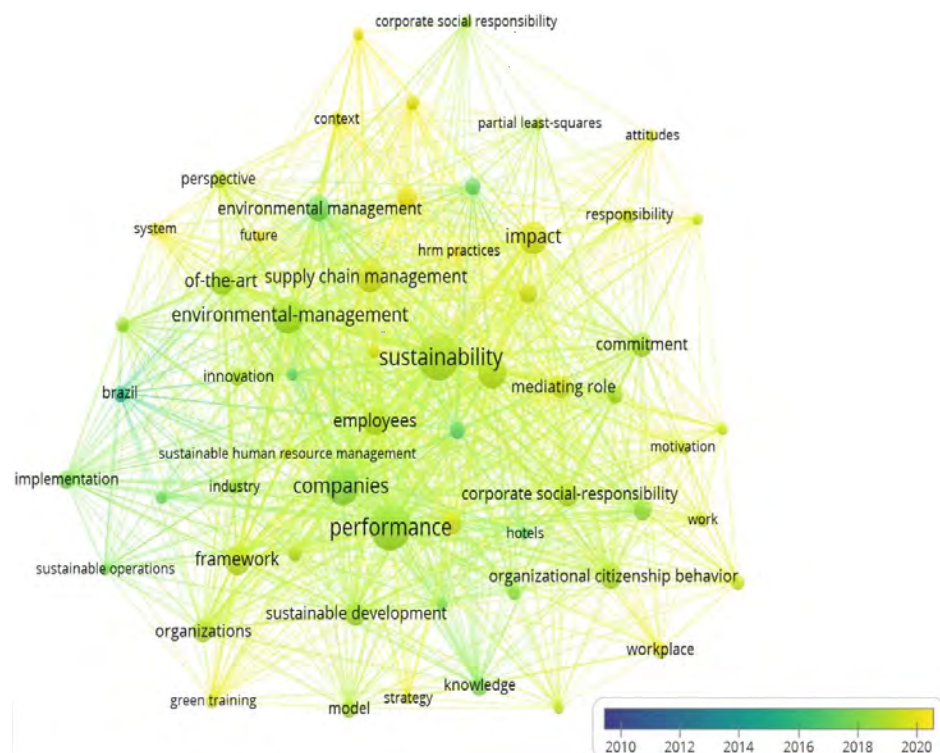 corporate social responsibility
context
partial least-squares
attitudes
perspective
environmental management
responsibility
system
future
hrm practices
impact
of-the-art
supply chain management
environmental-management
sustainability
commitment
innovation
mediating role
brazil
employees
sustainable human resource management
motivation
implementation
industry
companies
corporate social-responsibility
performance
hotels
work
sustainable operations
framework
organizational citizenship behavior
sustainable development
organizations
workplace
green training
model
strategy
knowledge
2010 2012 2014 2016 2018 2020